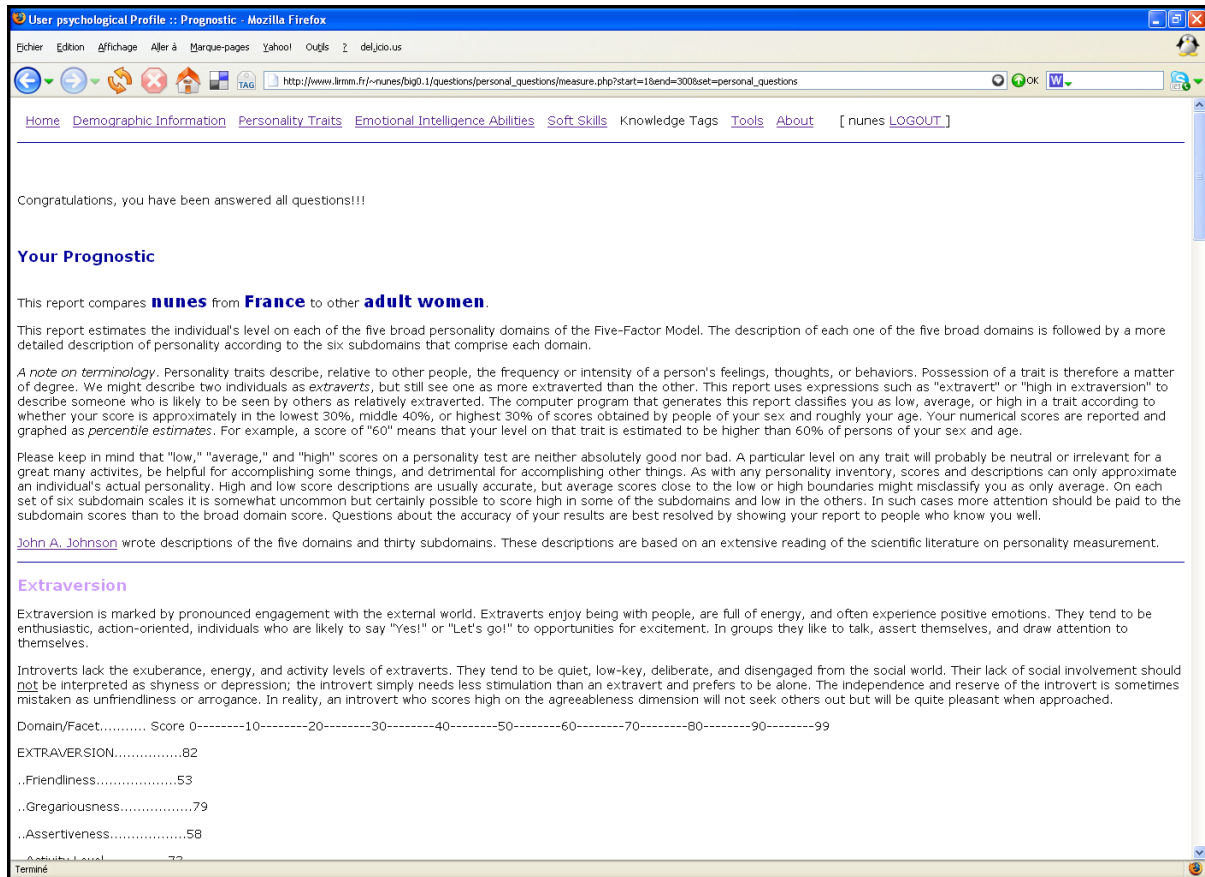 User psychological Profile :: Prognostic - Mozilla Firefox
Eichier Edition Affichage Aller à Marque-pages Yahoo! Outils ? del.icio.us
TAG http://www.lirmm.fr/~nunes/big0.1/questions/personal_questions/measure.php?start=1&end=300&set=personal_questions OK W
Home Demographic Information Personality Traits Emotional Intelligence Abilities Soft Skills Knowledge Tags Tools About [ nunes LOGOUT ]
Congratulations, you have been answered all questions!!!
Your Prognostic
This report compares nunes from France to other adult women.
This report estimates the individual's level on each of the five broad personality domains of the Five-Factor Model. The description of each one of the five broad domains is followed by a more
detailed description of personality according to the six subdomains that comprise each domain.
A note on terminology. Personality traits describe, relative to other people, the frequency or intensity of a person's feelings, thoughts, or behaviors. Possession of a trait is therefore a matter
of degree. We might describe two individuals as extraverts, but still see one as more extraverted than the other. This report uses expressions such as "extravert" or "high in extraversion" to
describe someone who is likely to be seen by others as relatively extraverted. The computer program that generates this report classifies you as low, average, or high in a trait according to
whether your score is approximately in the lowest 30%, middle 40%, or highest 30% of scores obtained by people of your sex and roughly your age. Your numerical scores are reported and
graphed as percentile estimates. For example, a score of "60" means that your level on that trait is estimated to be higher than 60% of persons of your sex and age.
Please keep in mind that "low," "average," and "high" scores on a personality test are neither absolutely good nor bad. A particular level on any trait will probably be neutral or irrelevant for a
great many activites, be helpful for accomplishing some things, and detrimental for accomplishing other things. As with any personality inventory, scores and descriptions can only approximate
an individual's actual personality. High and low score descriptions are usually accurate, but average scores close to the low or high boundaries might misclassify you as only average. On each
set of six subdomain scales it is somewhat uncommon but certainly possible to score high in some of the subdomains and low in the others. In such cases more attention should be paid to the
subdomain scores than to the broad domain score. Questions about the accuracy of your results are best resolved by showing your report to people who know you well.
John A. Johnson wrote descriptions of the five domains and thirty subdomains. These descriptions are based on an extensive reading of the scientific literature on personality measurement.
Extraversion
Extraversion is marked by pronounced engagement with the external world. Extraverts enjoy being with people, are full of energy, and often experience positive emotions. They tend to be
enthusiastic, action-oriented, individuals who are likely to say "Yes!" or "Let's go!" to opportunities for excitement. In groups they like to talk, assert themselves, and draw attention to
themselves.
Introverts lack the exuberance, energy, and activity levels of extraverts. They tend to be quiet, low-key, deliberate, and disengaged from the social world. Their lack of social involvement should
not be interpreted as shyness or depression; the introvert simply needs less stimulation than an extravert and prefers to be alone. The independence and reserve of the introvert is sometimes
mistaken as unfriendliness or arrogance. In reality, an introvert who scores high on the agreeableness dimension will not seek others out but will be quite pleasant when approached.
Domain/Facet........... Score 0--------10--------20--------30--------40--------50--------60--------70--------80--------90--------99
EXTRAVERSION...............82
..Friendliness...................53
..Gregariousness.................79
..Assertiveness..................58
..Activity Level...............73
Terminé